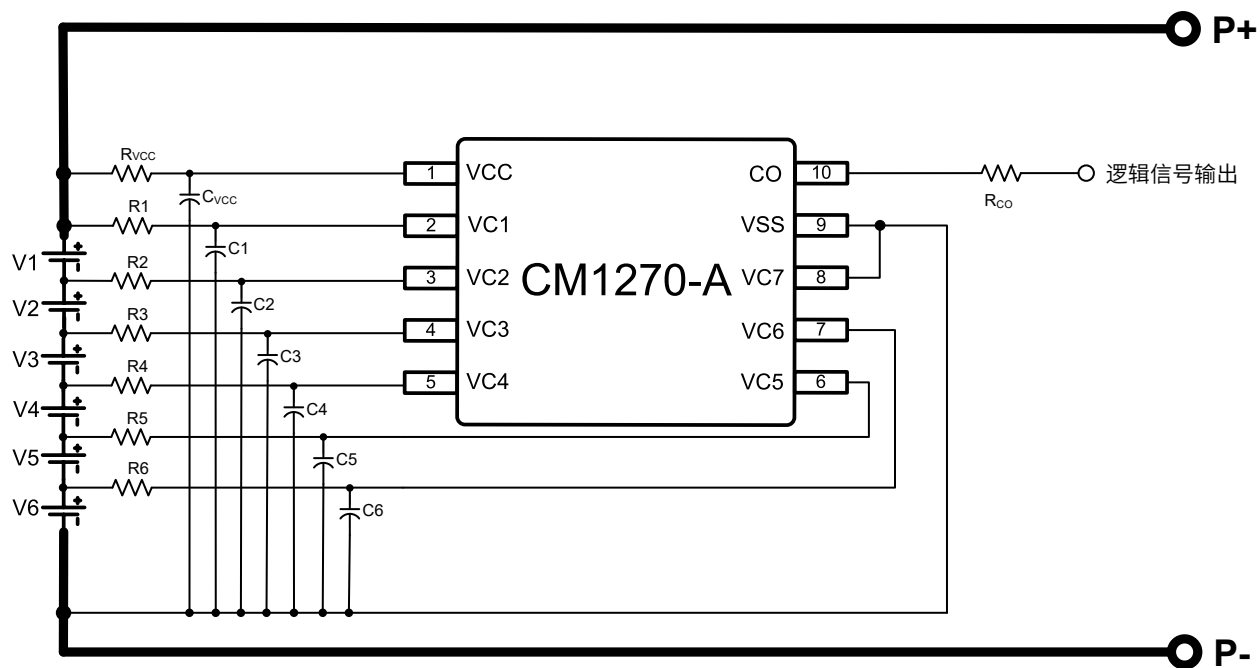 P+
RVCC
1 VCC
CO 10
RCO
逻辑信号输出
CVCC
R1
2 VC1
VSS 9
C1
V1
R2
3 VC2
CM1270-A
VC7 8
C2
V2
R3
4 VC3
VC6 7
C3
V3
R4
5 VC4
VC5 6
C4
V4
R5
C5
V5
R6
C6
V6
P-